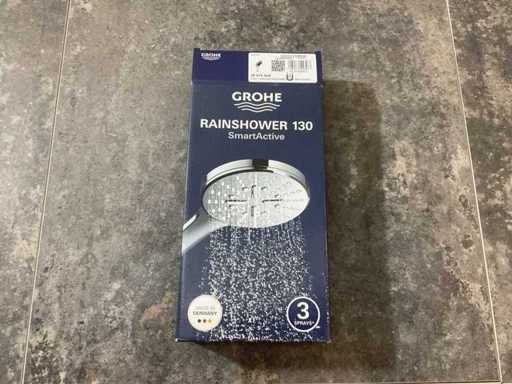 GROHE
GROHE
RAINSHOWER 130
SmartActive
MADE IN
GERMANY
3
SPRAYS*